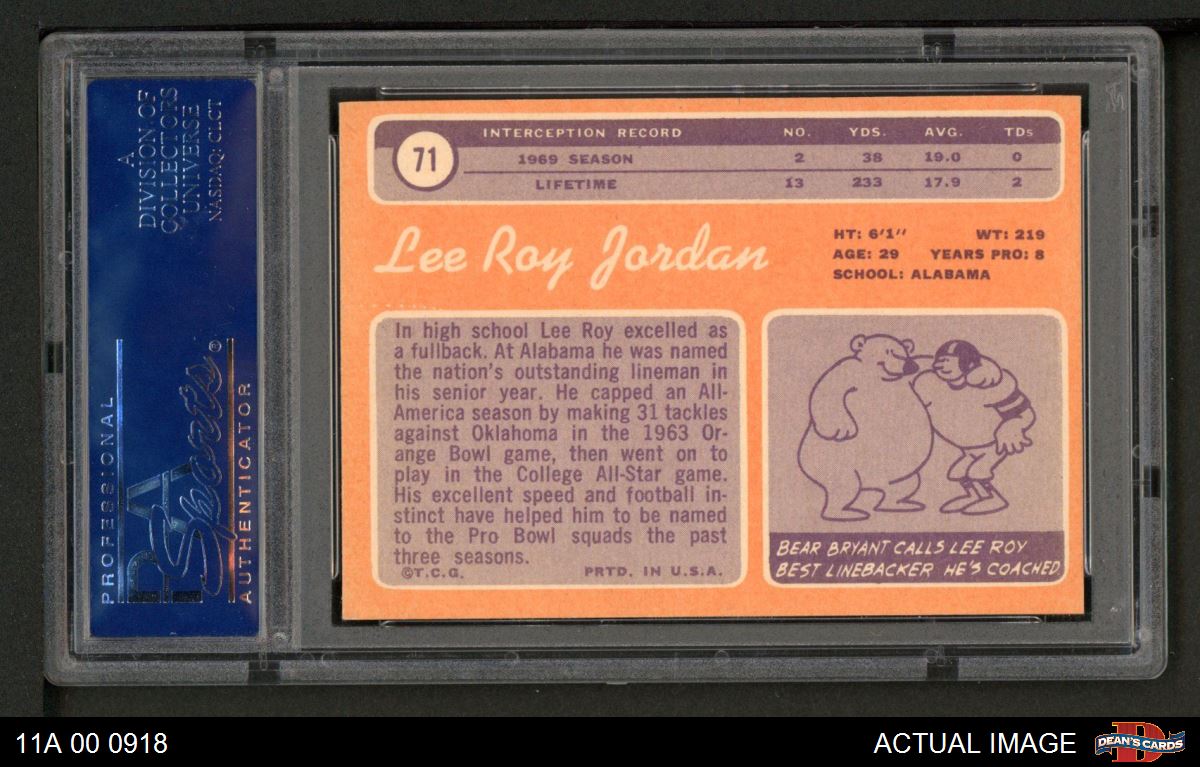 A
DIVISION OF
COLLECTORS
UNIVERSE
NASDAQ: CLCT
PROFESSIONAL
PSA
Sports®
AUTHENTICATOR
71
INTERCEPTION RECORD NO. YDS. AVG. TDs
1969 SEASON 2 38 19.0 0
LIFETIME 13 233 17.9 2
Lee Roy Jordan
HT: 6'1" WT: 219
AGE: 29 YEARS PRO: 8
SCHOOL: ALABAMA
In high school Lee Roy excelled as
a fullback. At Alabama he was named
the nation's outstanding lineman in
his senior year. He capped an All-
America season by making 31 tackles
against Oklahoma in the 1963 Or-
ange Bowl game, then went on to
play in the College All-Star game.
His excellent speed and football in-
stinct have helped him to be named
to the Pro Bowl squads the past
three seasons.
©T.C.G. PRTD. IN U.S.A.
BEAR BRYANT CALLS LEE ROY
BEST LINEBACKER HE'S COACHED
11A 00 0918
ACTUAL IMAGE
D
DEAN'S CARDS